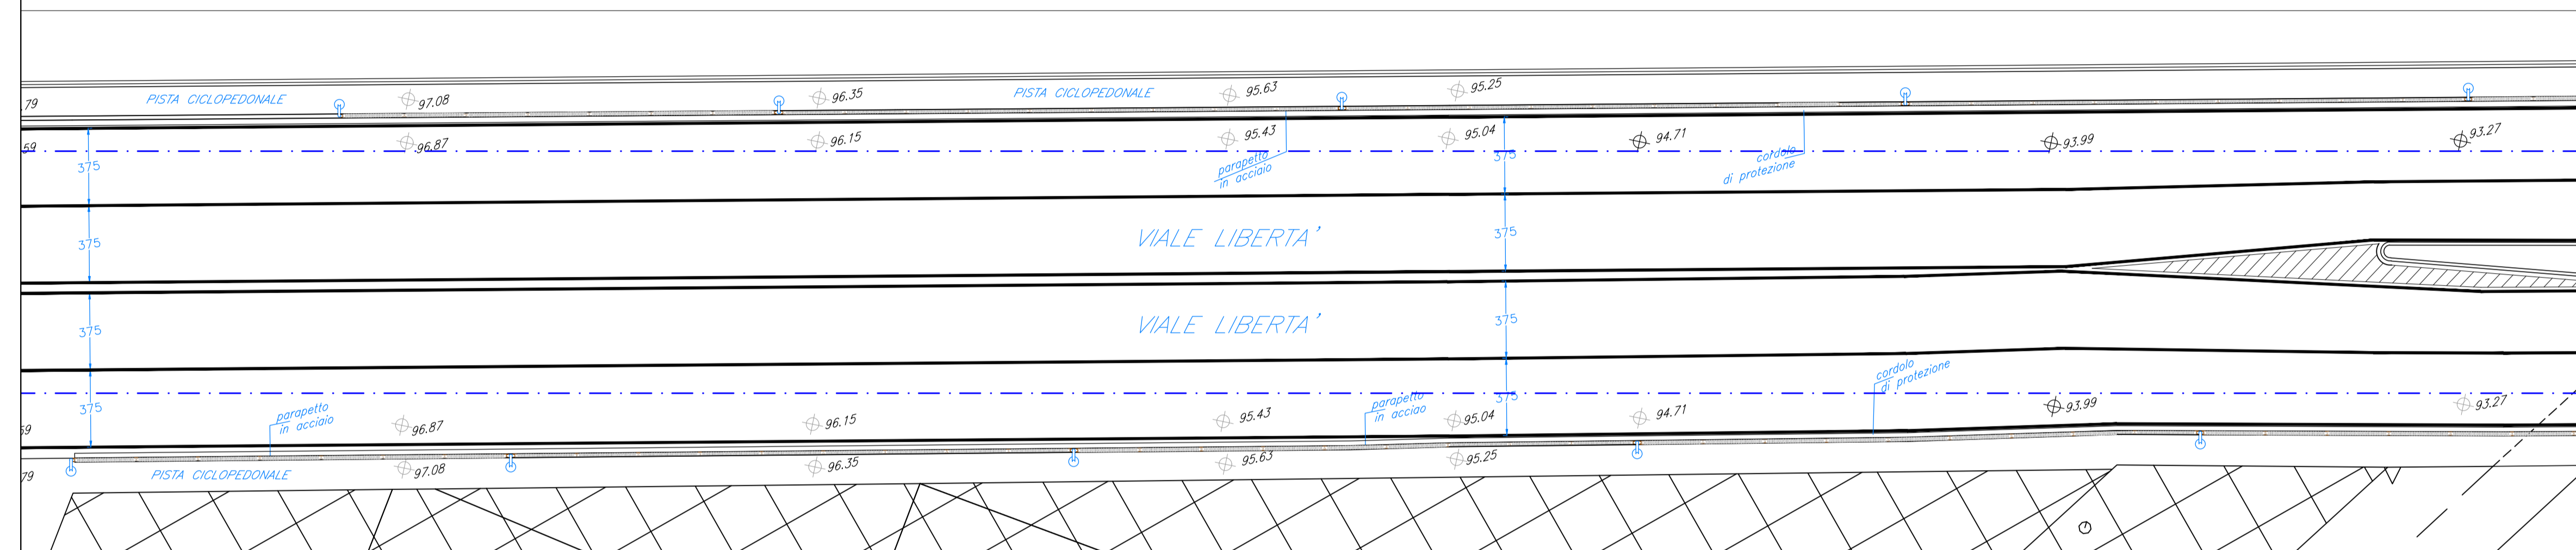 PISTA CICLOPEDONALE
97.08
96.35
PISTA CICLOPEDONALE
95.63
95.25
.79
.69
96.87
96.15
95.43
95.04
94.71
93.99
93.27
375
375
parapetto
in acciaio
cordolo
di protezione
VIALE LIBERTA'
375
375
VIALE LIBERTA'
375
375
375
375
parapetto
in acciaio
parapetto
in acciao
cordolo
di protezione
69
96.87
96.15
95.43
95.04
94.71
93.99
93.27
79
PISTA CICLOPEDONALE
97.08
96.35
95.63
95.25